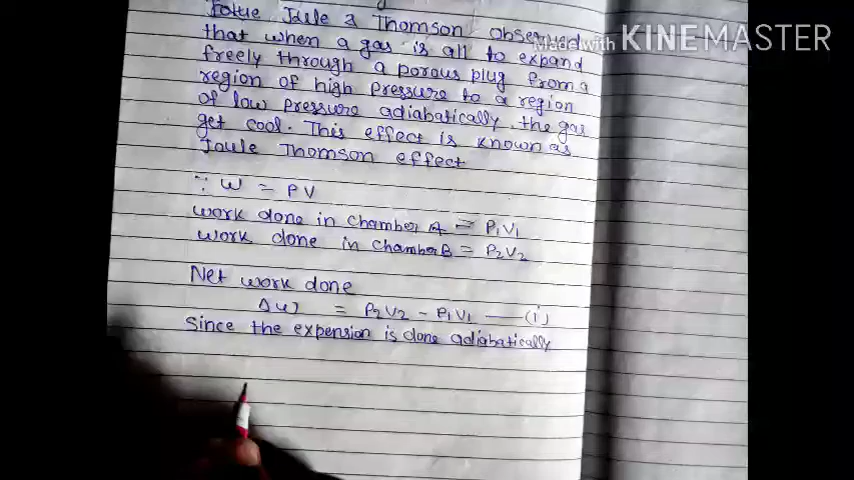 Joule & Thomson observed
that when a gas is all to expand
freely through a porous plug from a
region of high pressure to a region
of low pressure adiabatically, the gas
get cool. This effect is known as
Joule Thomson effect
∵ W = PV
work done in chamber A = P₁V₁
work done in chamber B = P₂V₂
Net work done
ΔW = P₂V₂ - P₁V₁ —— (i)
Since the expension is done adiabatically
Made with KINEMASTER